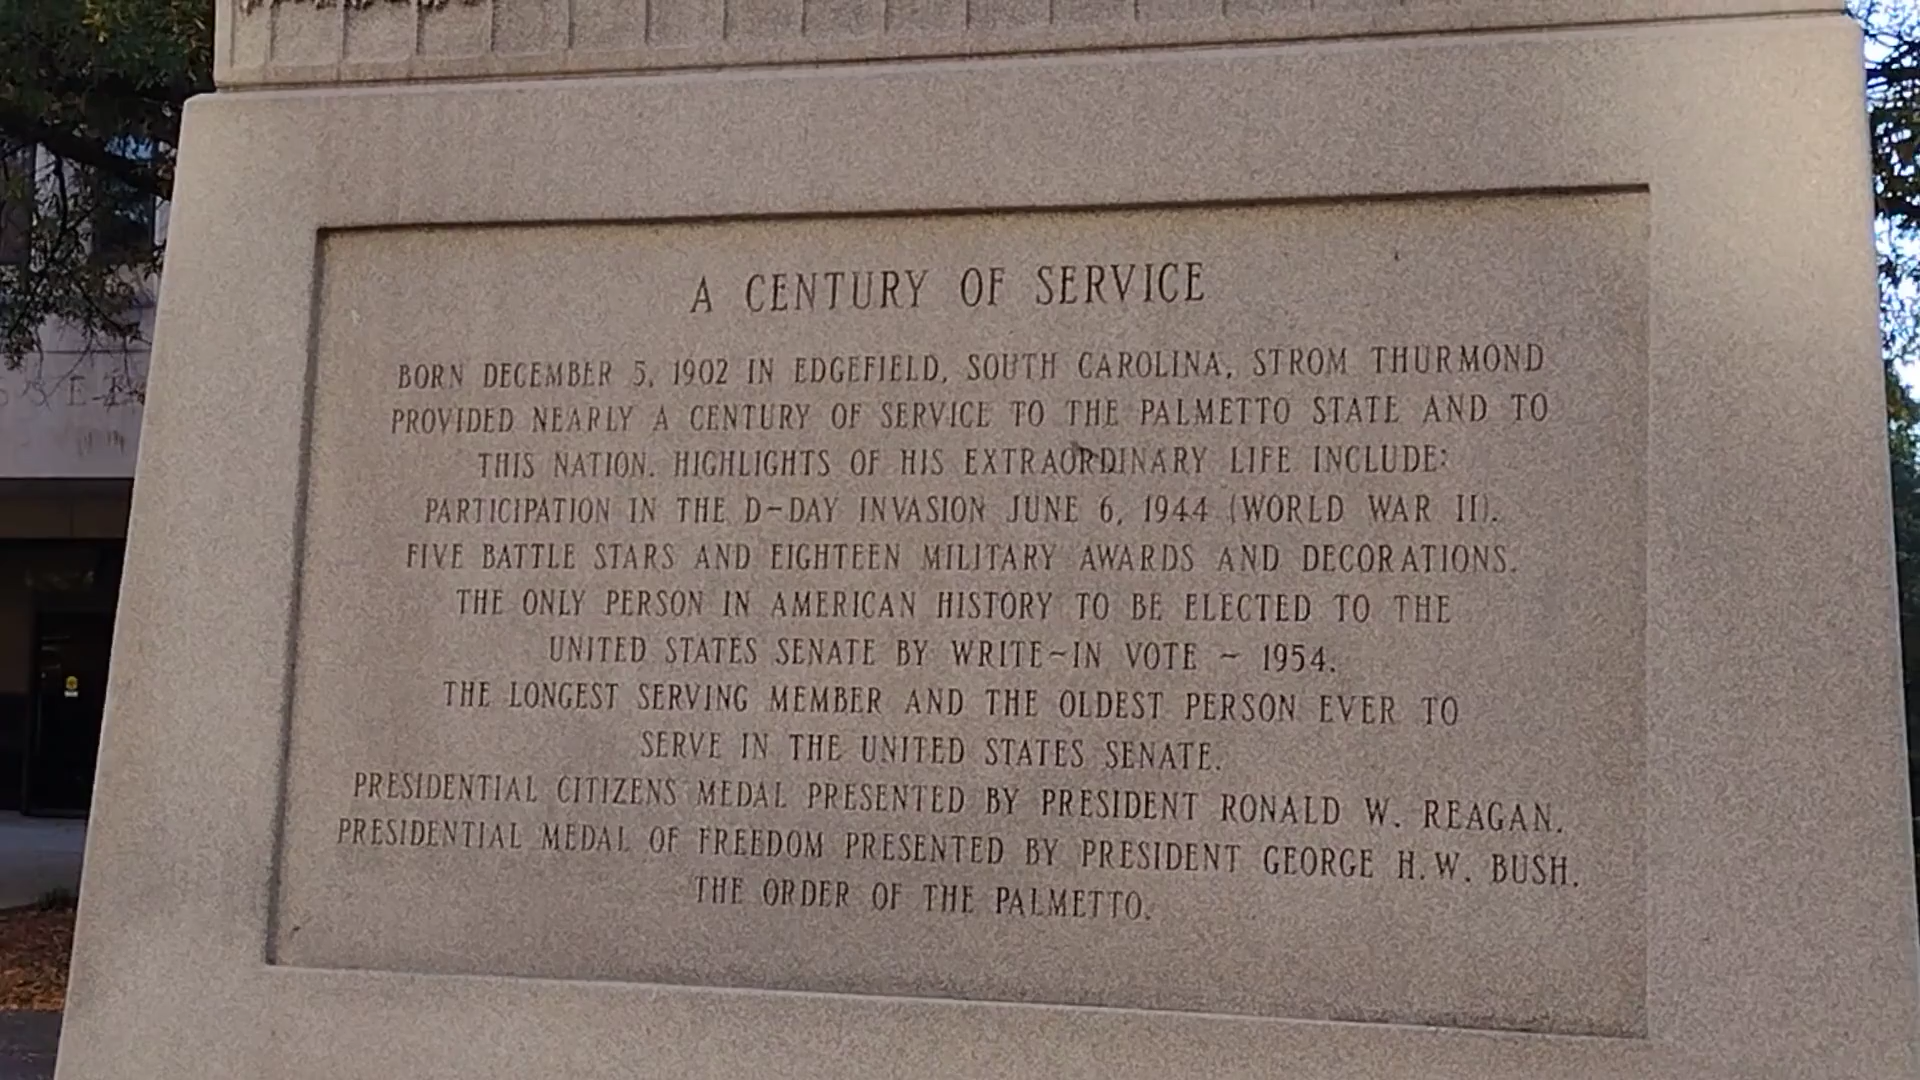 A CENTURY OF SERVICE
BORN DECEMBER 5, 1902 IN EDGEFIELD, SOUTH CAROLINA, STROM THURMOND
PROVIDED NEARLY A CENTURY OF SERVICE TO THE PALMETTO STATE AND TO
THIS NATION. HIGHLIGHTS OF HIS EXTRAORDINARY LIFE INCLUDE:
PARTICIPATION IN THE D-DAY INVASION JUNE 6, 1944 (WORLD WAR II).
FIVE BATTLE STARS AND EIGHTEEN MILITARY AWARDS AND DECORATIONS.
THE ONLY PERSON IN AMERICAN HISTORY TO BE ELECTED TO THE
UNITED STATES SENATE BY WRITE~IN VOTE ~ 1954.
THE LONGEST SERVING MEMBER AND THE OLDEST PERSON EVER TO
SERVE IN THE UNITED STATES SENATE.
PRESIDENTIAL CITIZENS MEDAL PRESENTED BY PRESIDENT RONALD W. REAGAN.
PRESIDENTIAL MEDAL OF FREEDOM PRESENTED BY PRESIDENT GEORGE H.W. BUSH.
THE ORDER OF THE PALMETTO.